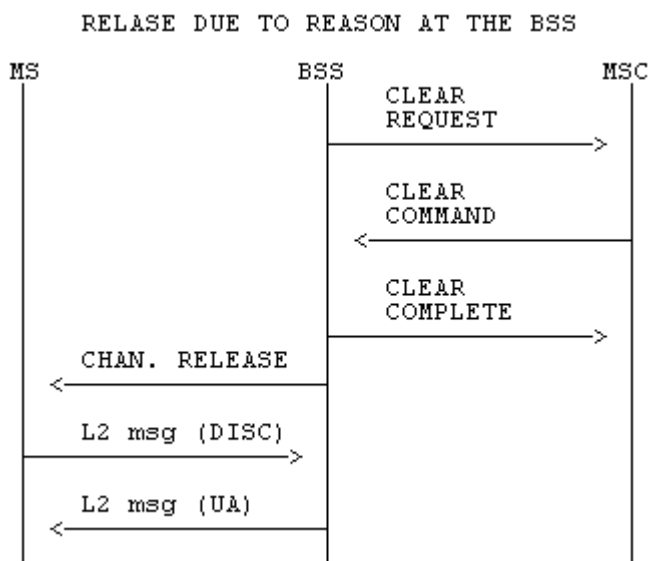 RELASE DUE TO REASON AT THE BSS
MS BSS MSC
CLEAR
REQUEST
CLEAR
COMMAND
CLEAR
COMPLETE
CHAN. RELEASE
L2 msg (DISC)
L2 msg (UA)